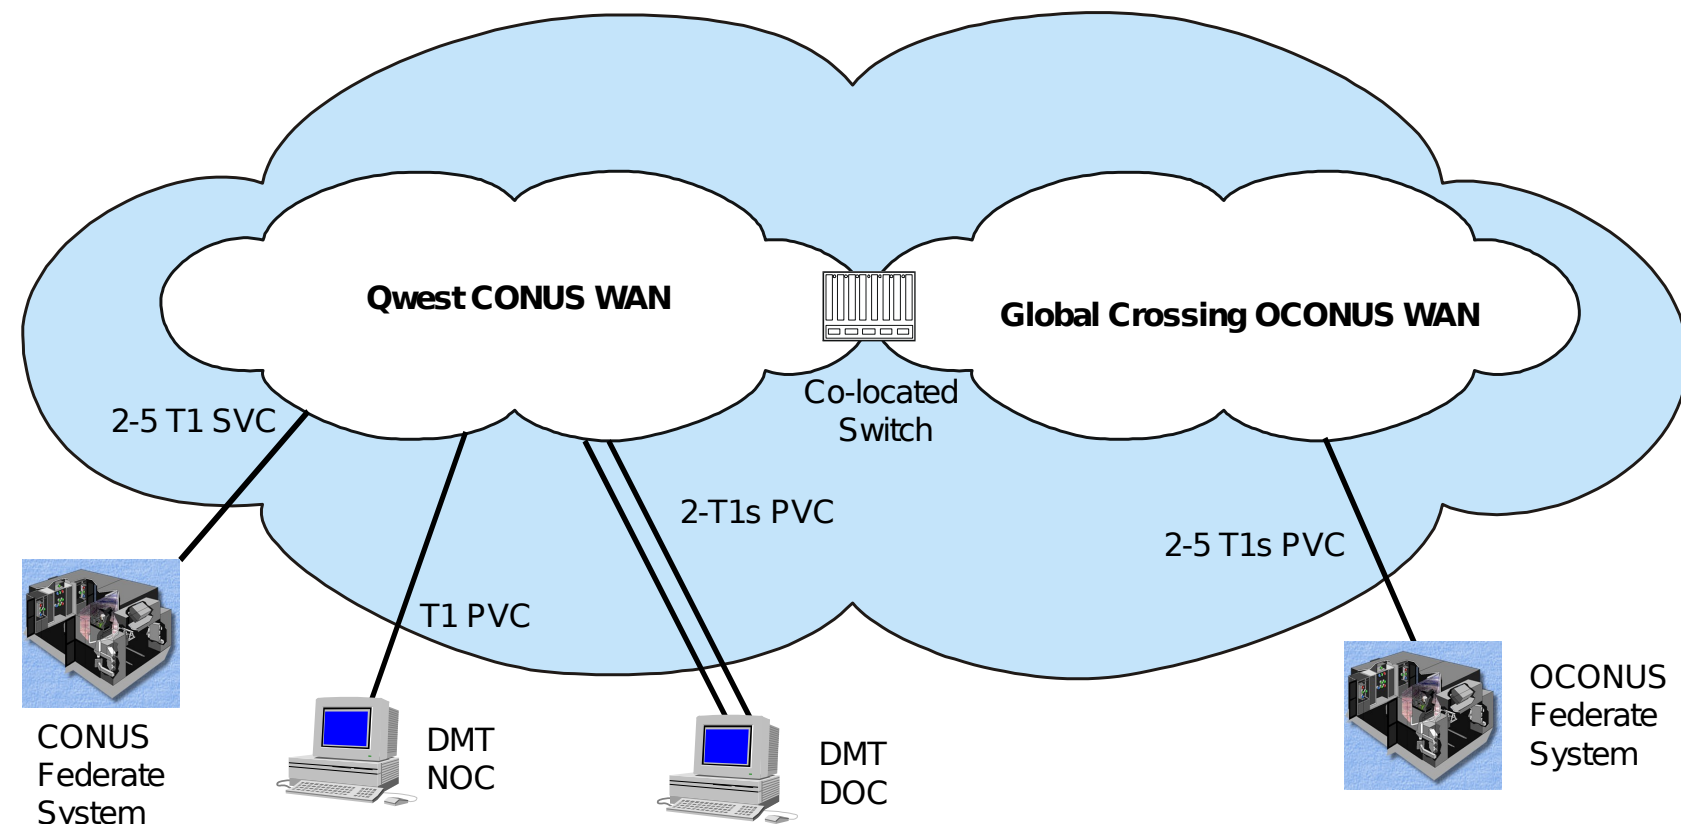 Qwest CONUS WAN
Global Crossing OCONUS WAN
Co-located
Switch
2-5 T1 SVC
2-T1s PVC
2-5 T1s PVC
T1 PVC
CONUS
Federate
System
DMT
NOC
DMT
DOC
OCONUS
Federate
System